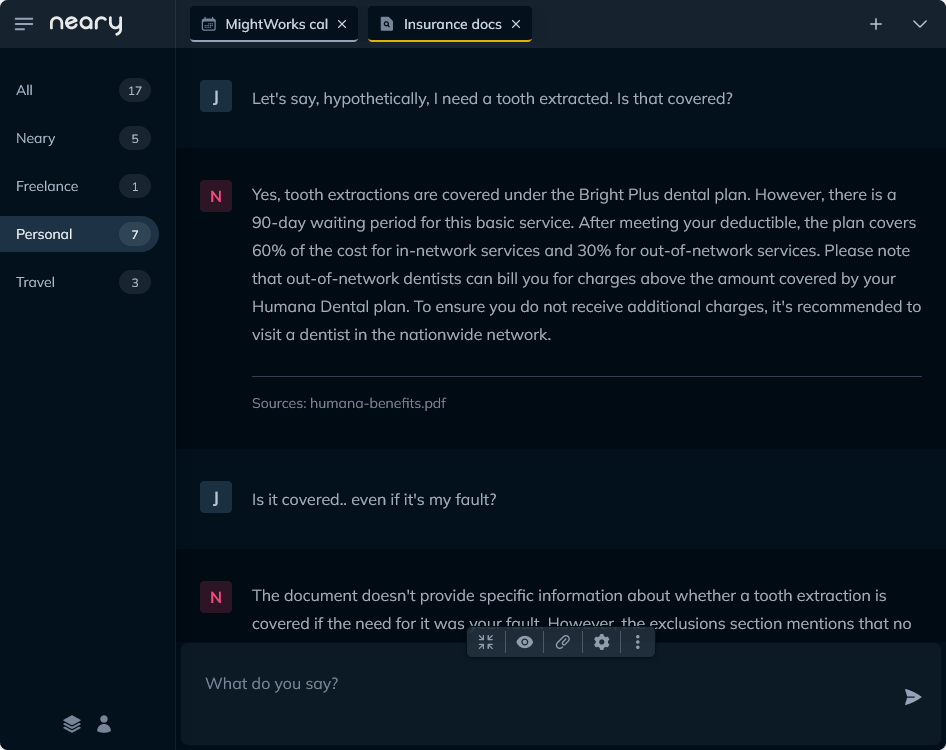 neary
MightWorks cal
Insurance docs
All 17
Neary 5
Freelance 1
Personal 7
Travel 3
J
Let's say, hypothetically, I need a tooth extracted. Is that covered?
N
Yes, tooth extractions are covered under the Bright Plus dental plan. However, there is a
90-day waiting period for this basic service. After meeting your deductible, the plan covers
60% of the cost for in-network services and 30% for out-of-network services. Please note
that out-of-network dentists can bill you for charges above the amount covered by your
Humana Dental plan. To ensure you do not receive additional charges, it's recommended to
visit a dentist in the nationwide network.
Sources: humana-benefits.pdf
J
Is it covered.. even if it's my fault?
N
The document doesn't provide specific information about whether a tooth extraction is
covered if the need for it was your fault. However, the exclusions section mentions that no
What do you say?